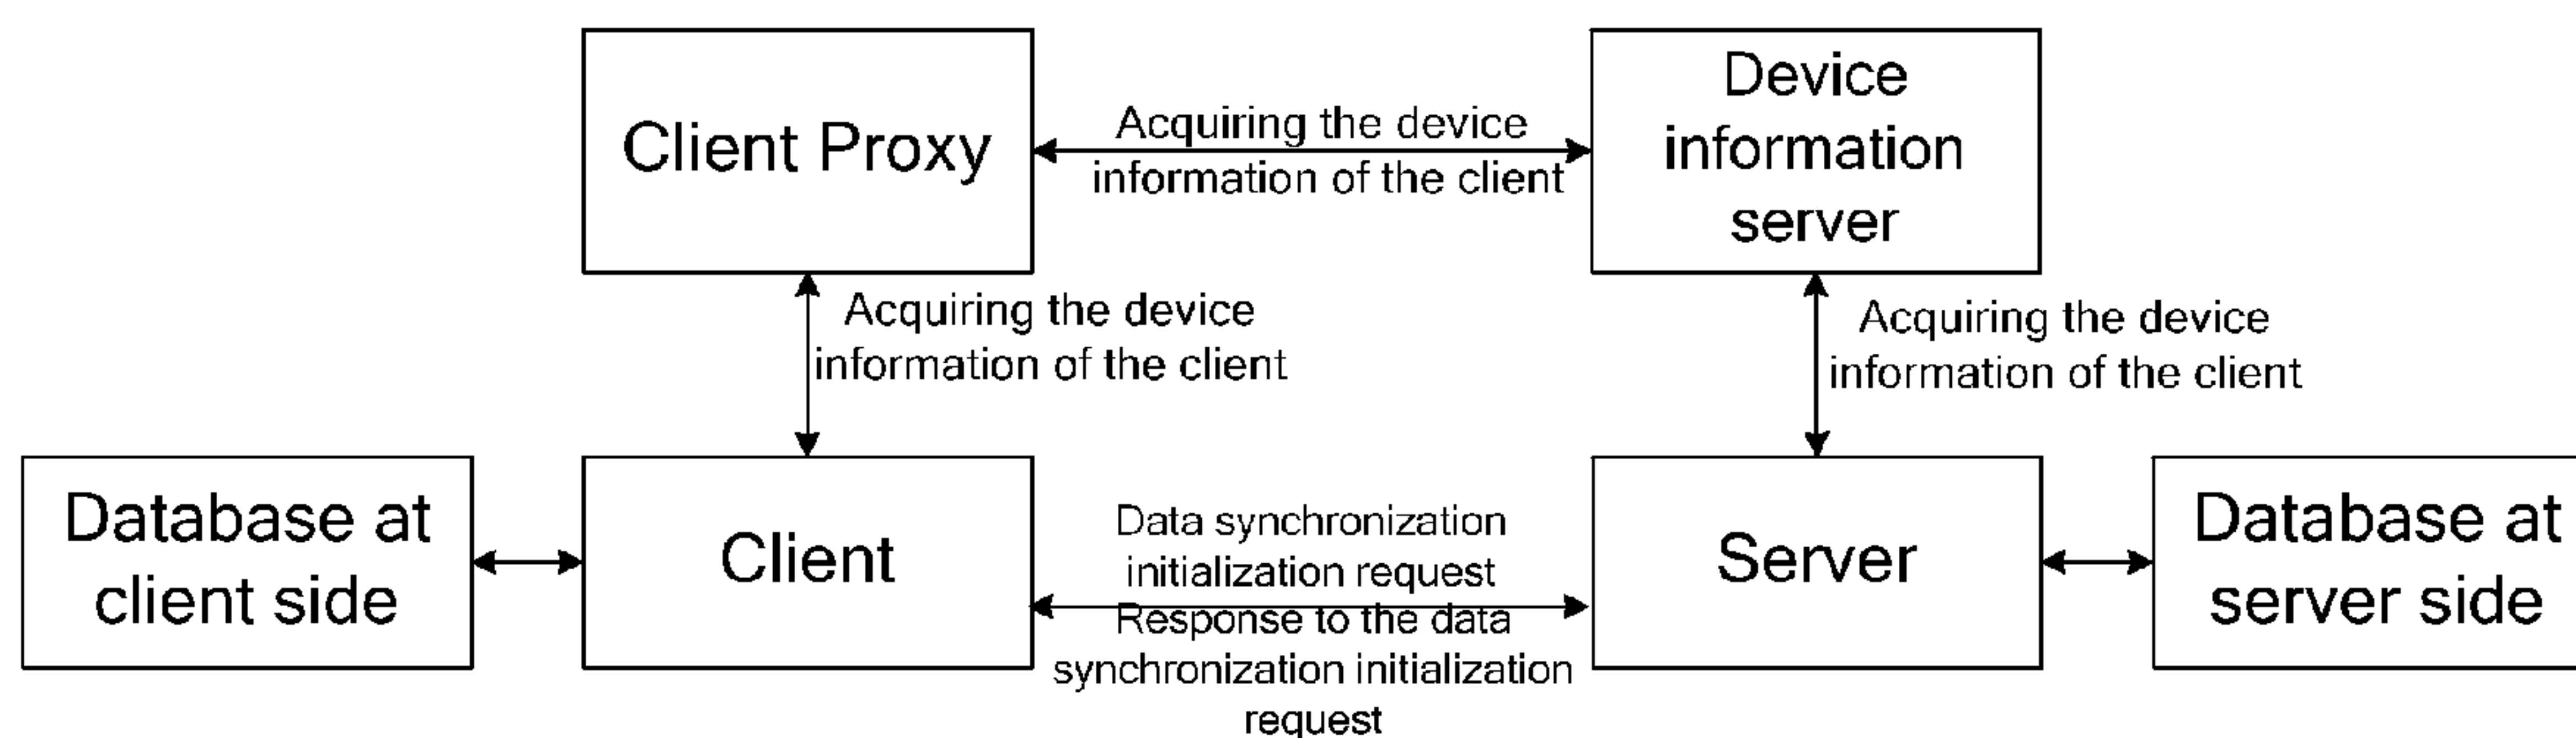 Client Proxy
Acquiring the device
information of the client
Device
information
server
Acquiring the device
information of the client
Acquiring the device
information of the client
Database at
client side
Client
Data synchronization
initialization request
Response to the data
synchronization initialization
request
Server
Database at
server side